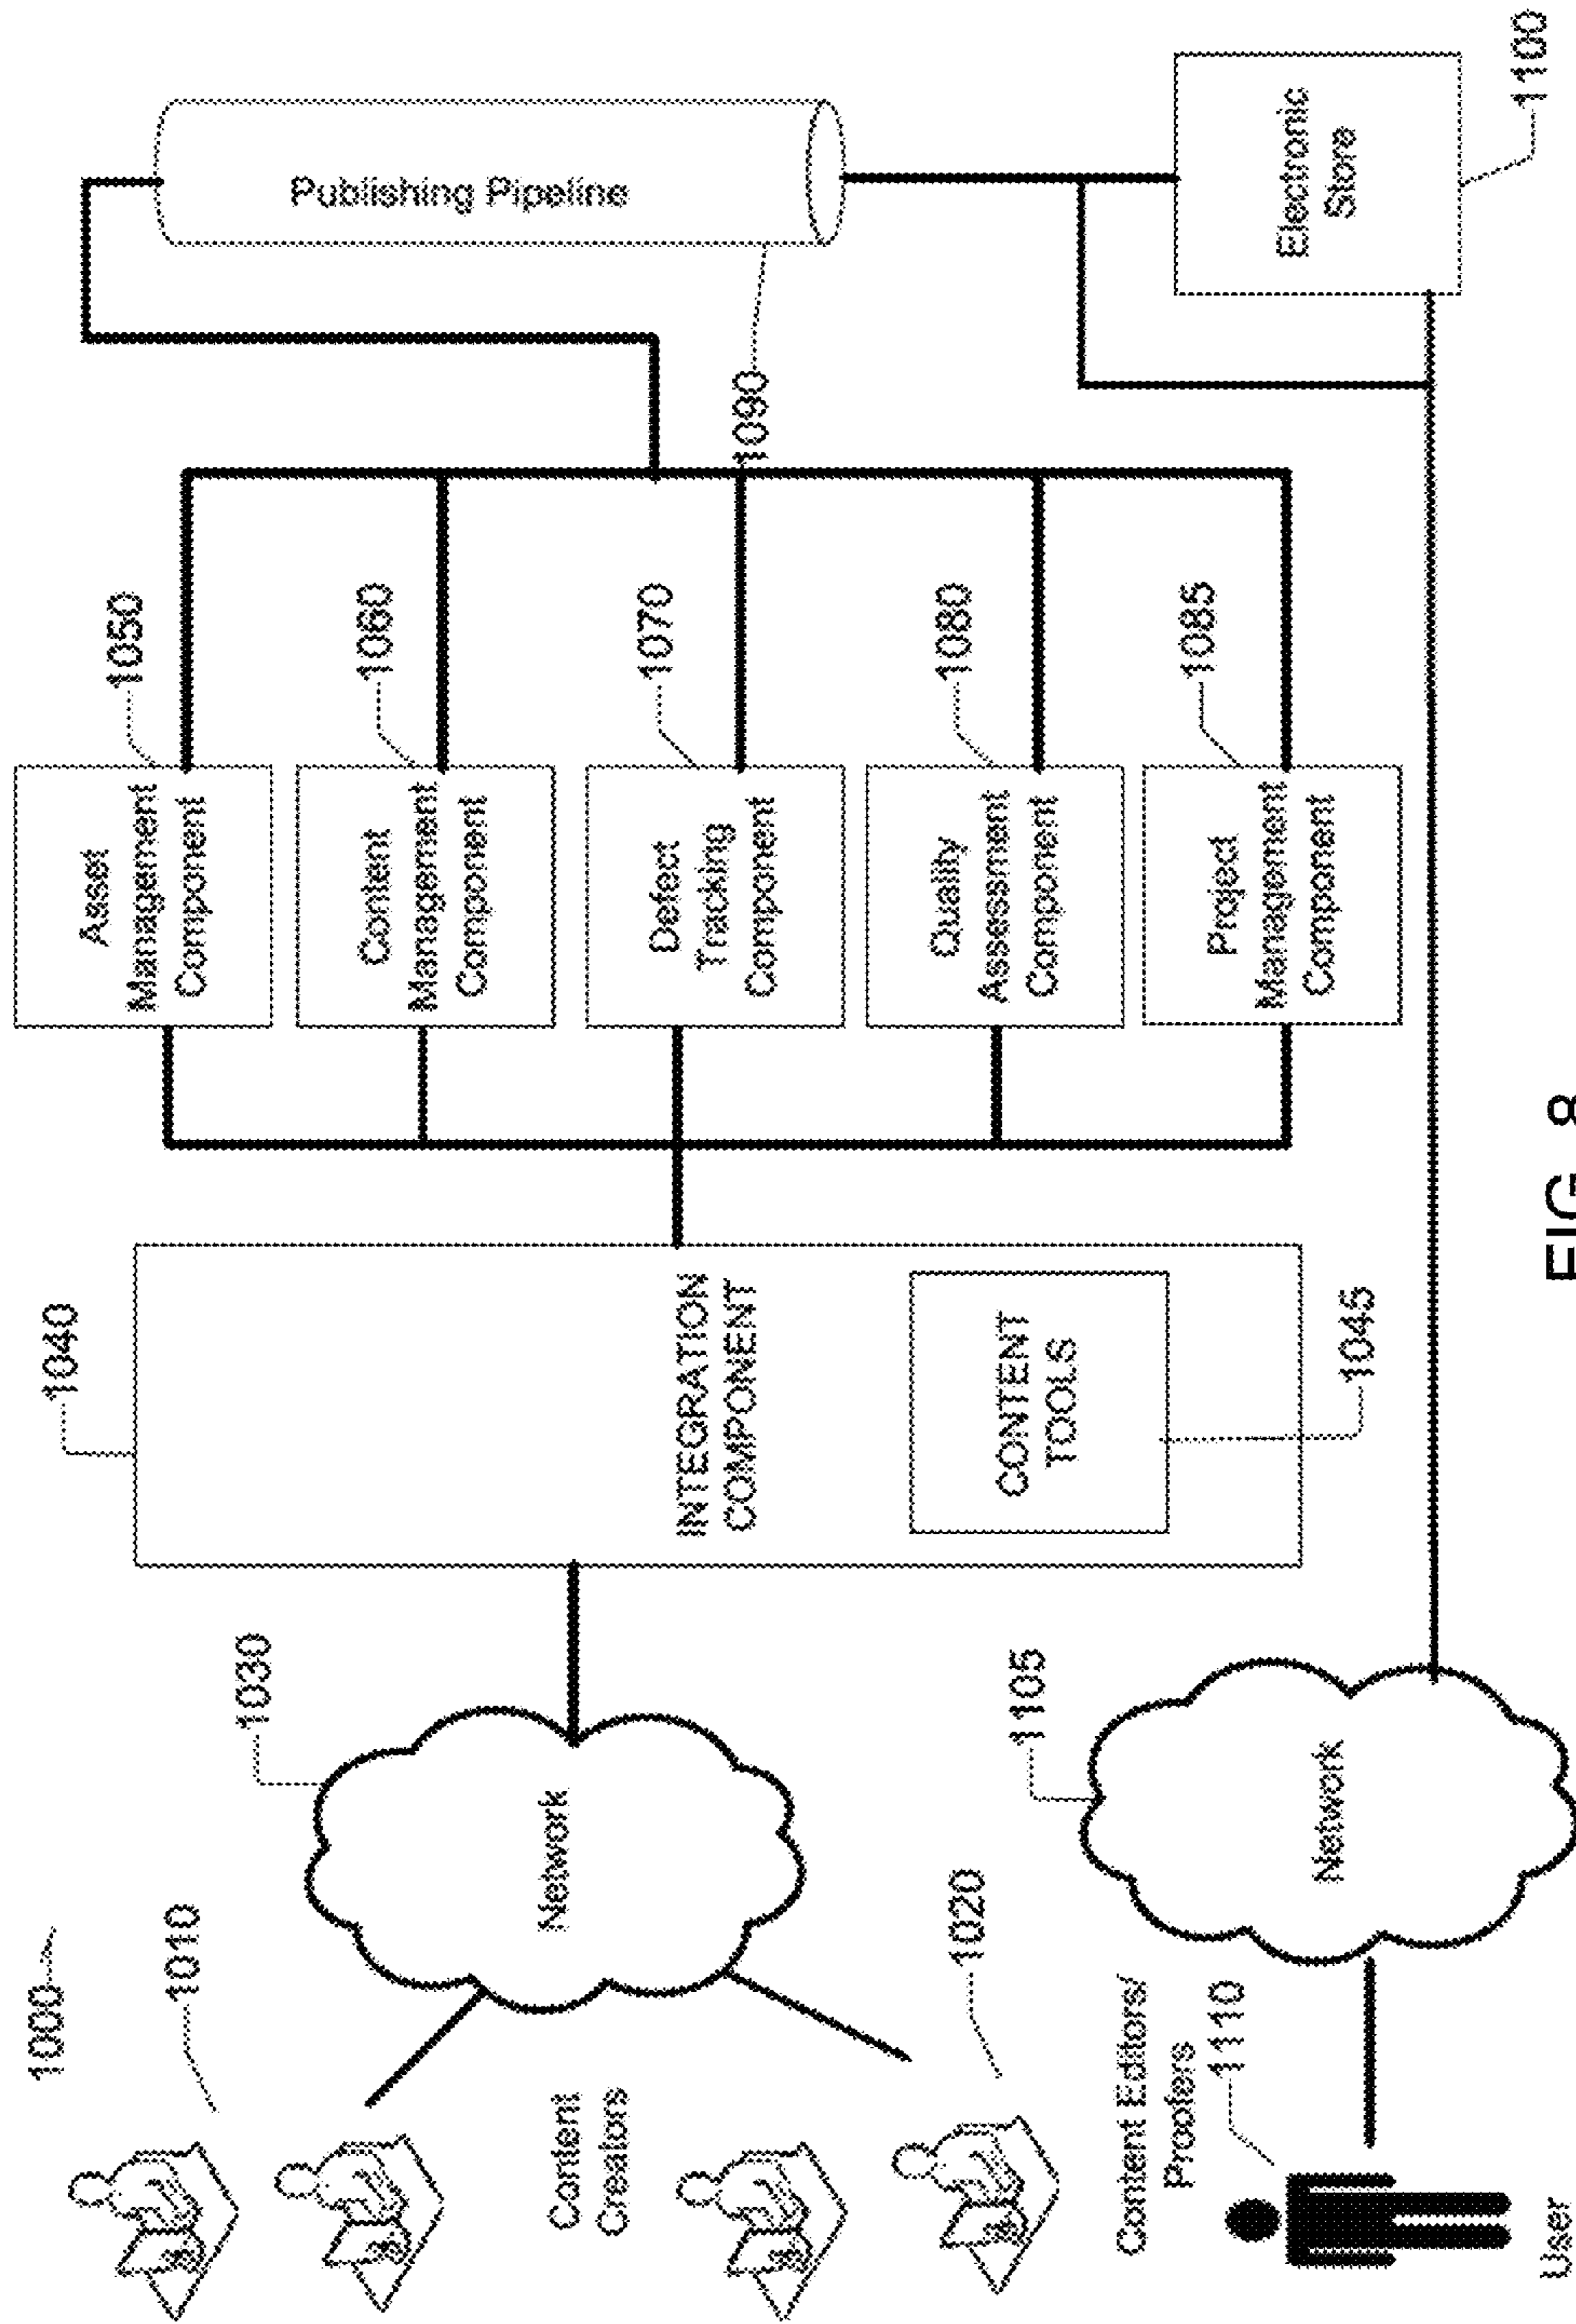 1000
1010
Content
Creators
1020
Content Editors/
Proofers
1110
User
1030
Network
1105
Network
1040
INTEGRATION
COMPONENT
CONTENT
TOOLS
1045
Asset
Management
Component
1050
Content
Management
Component
1060
Defect
Tracking
Component
1070
Quality
Assessment
Component
1080
Project
Management
Component
1085
1090
Publishing Pipeline
Electronic
Store
1100
FIG. 8